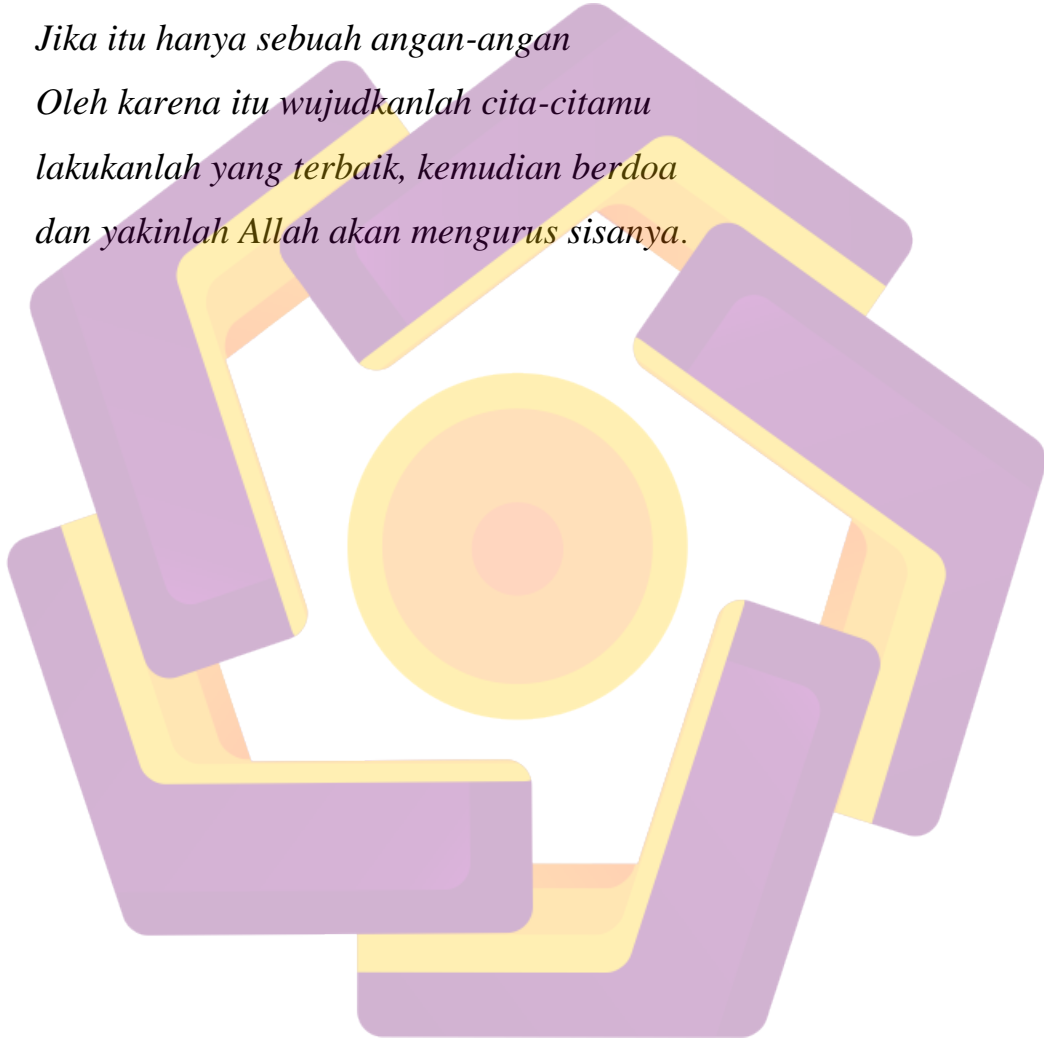 Jika itu hanya sebuah angan-angan
Oleh karena itu wujudkanlah cita-citamu
lakukanlah yang terbaik, kemudian berdoa
dan yakinlah Allah akan mengurus sisanya.